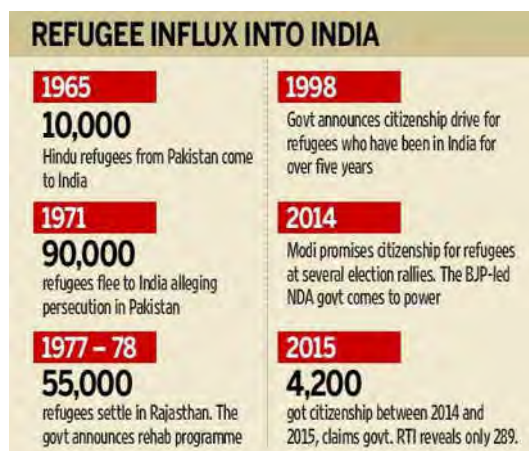 REFUGEE INFLUX INTO INDIA
1965
10,000
Hindu refugees from Pakistan come
to India
1971
90,000
refugees flee to India alleging
persecution in Pakistan
1977 – 78
55,000
refugees settle in Rajasthan. The
govt announces rehab programme
1998
Govt announces citizenship drive for
refugees who have been in India for
over five years
2014
Modi promises citizenship for refugees
at several election rallies. The BJP-led
NDA govt comes to power
2015
4,200
got citizenship between 2014 and
2015, claims govt. RTI reveals only 289.